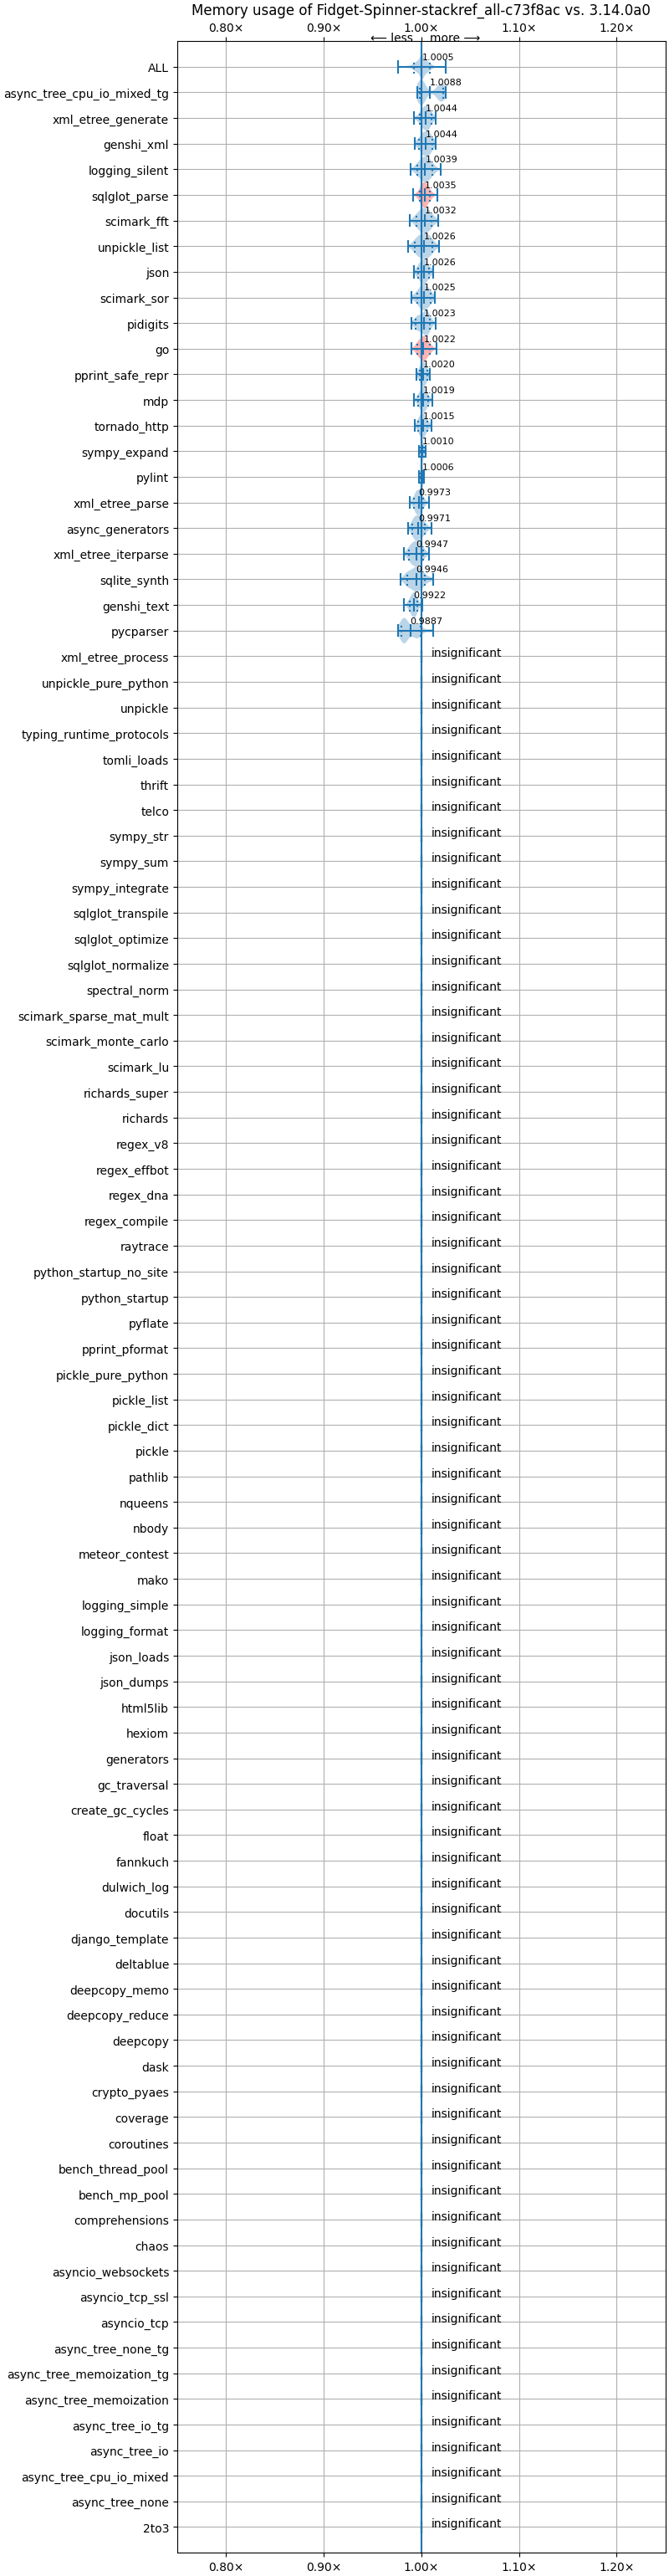 Memory usage of Fidget-Spinner-stackref_all-c73f8ac vs. 3.14.0a0
0.80× 0.90× 1.00× 1.10× 1.20×
⟵ less more ⟶
ALL 1.0005
async_tree_cpu_io_mixed_tg 1.0088
xml_etree_generate 1.0044
genshi_xml 1.0044
logging_silent 1.0039
sqlglot_parse 1.0035
scimark_fft 1.0032
unpickle_list 1.0026
json 1.0026
scimark_sor 1.0025
pidigits 1.0023
go 1.0022
pprint_safe_repr 1.0020
mdp 1.0019
tornado_http 1.0015
sympy_expand 1.0010
pylint 1.0006
xml_etree_parse 0.9973
async_generators 0.9971
xml_etree_iterparse 0.9947
sqlite_synth 0.9946
genshi_text 0.9922
pycparser 0.9887
xml_etree_process insignificant
unpickle_pure_python insignificant
unpickle insignificant
typing_runtime_protocols insignificant
tomli_loads insignificant
thrift insignificant
telco insignificant
sympy_str insignificant
sympy_sum insignificant
sympy_integrate insignificant
sqlglot_transpile insignificant
sqlglot_optimize insignificant
sqlglot_normalize insignificant
spectral_norm insignificant
scimark_sparse_mat_mult insignificant
scimark_monte_carlo insignificant
scimark_lu insignificant
richards_super insignificant
richards insignificant
regex_v8 insignificant
regex_effbot insignificant
regex_dna insignificant
regex_compile insignificant
raytrace insignificant
python_startup_no_site insignificant
python_startup insignificant
pyflate insignificant
pprint_pformat insignificant
pickle_pure_python insignificant
pickle_list insignificant
pickle_dict insignificant
pickle insignificant
pathlib insignificant
nqueens insignificant
nbody insignificant
meteor_contest insignificant
mako insignificant
logging_simple insignificant
logging_format insignificant
json_loads insignificant
json_dumps insignificant
html5lib insignificant
hexiom insignificant
generators insignificant
gc_traversal insignificant
create_gc_cycles insignificant
float insignificant
fannkuch insignificant
dulwich_log insignificant
docutils insignificant
django_template insignificant
deltablue insignificant
deepcopy_memo insignificant
deepcopy_reduce insignificant
deepcopy insignificant
dask insignificant
crypto_pyaes insignificant
coverage insignificant
coroutines insignificant
bench_thread_pool insignificant
bench_mp_pool insignificant
comprehensions insignificant
chaos insignificant
asyncio_websockets insignificant
asyncio_tcp_ssl insignificant
asyncio_tcp insignificant
async_tree_none_tg insignificant
async_tree_memoization_tg insignificant
async_tree_memoization insignificant
async_tree_io_tg insignificant
async_tree_io insignificant
async_tree_cpu_io_mixed insignificant
async_tree_none insignificant
2to3 insignificant
0.80× 0.90× 1.00× 1.10× 1.20×